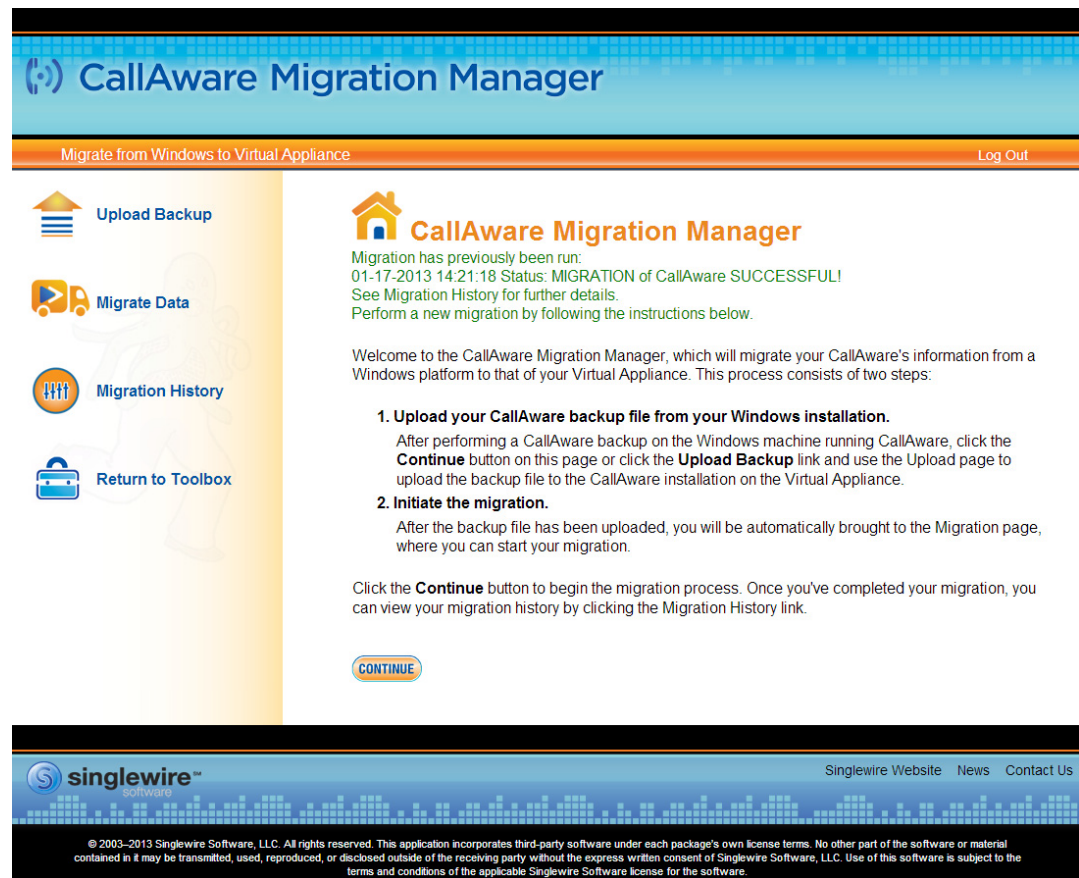 CallAware Migration Manager
Migrate from Windows to Virtual Appliance
Log Out
Upload Backup
Migrate Data
Migration History
Return to Toolbox
CallAware Migration Manager
Migration has previously been run:
01-17-2013 14:21:18 Status: MIGRATION of CallAware SUCCESSFUL!
See Migration History for further details.
Perform a new migration by following the instructions below.
Welcome to the CallAware Migration Manager, which will migrate your CallAware's information from a
Windows platform to that of your Virtual Appliance. This process consists of two steps:
1. Upload your CallAware backup file from your Windows installation.
After performing a CallAware backup on the Windows machine running CallAware, click the
Continue button on this page or click the Upload Backup link and use the Upload page to
upload the backup file to the CallAware installation on the Virtual Appliance.
2. Initiate the migration.
After the backup file has been uploaded, you will be automatically brought to the Migration page,
where you can start your migration.
Click the Continue button to begin the migration process. Once you've completed your migration, you
can view your migration history by clicking the Migration History link.
CONTINUE
singlewire℠
software
Singlewire Website News Contact Us
© 2003–2013 Singlewire Software, LLC. All rights reserved. This application incorporates third-party software under each package's own license terms. No other part of the software or material
contained in it may be transmitted, used, reproduced, or disclosed outside of the receiving party without the express written consent of Singlewire Software, LLC. Use of this software is subject to the
terms and conditions of the applicable Singlewire Software license for the software.